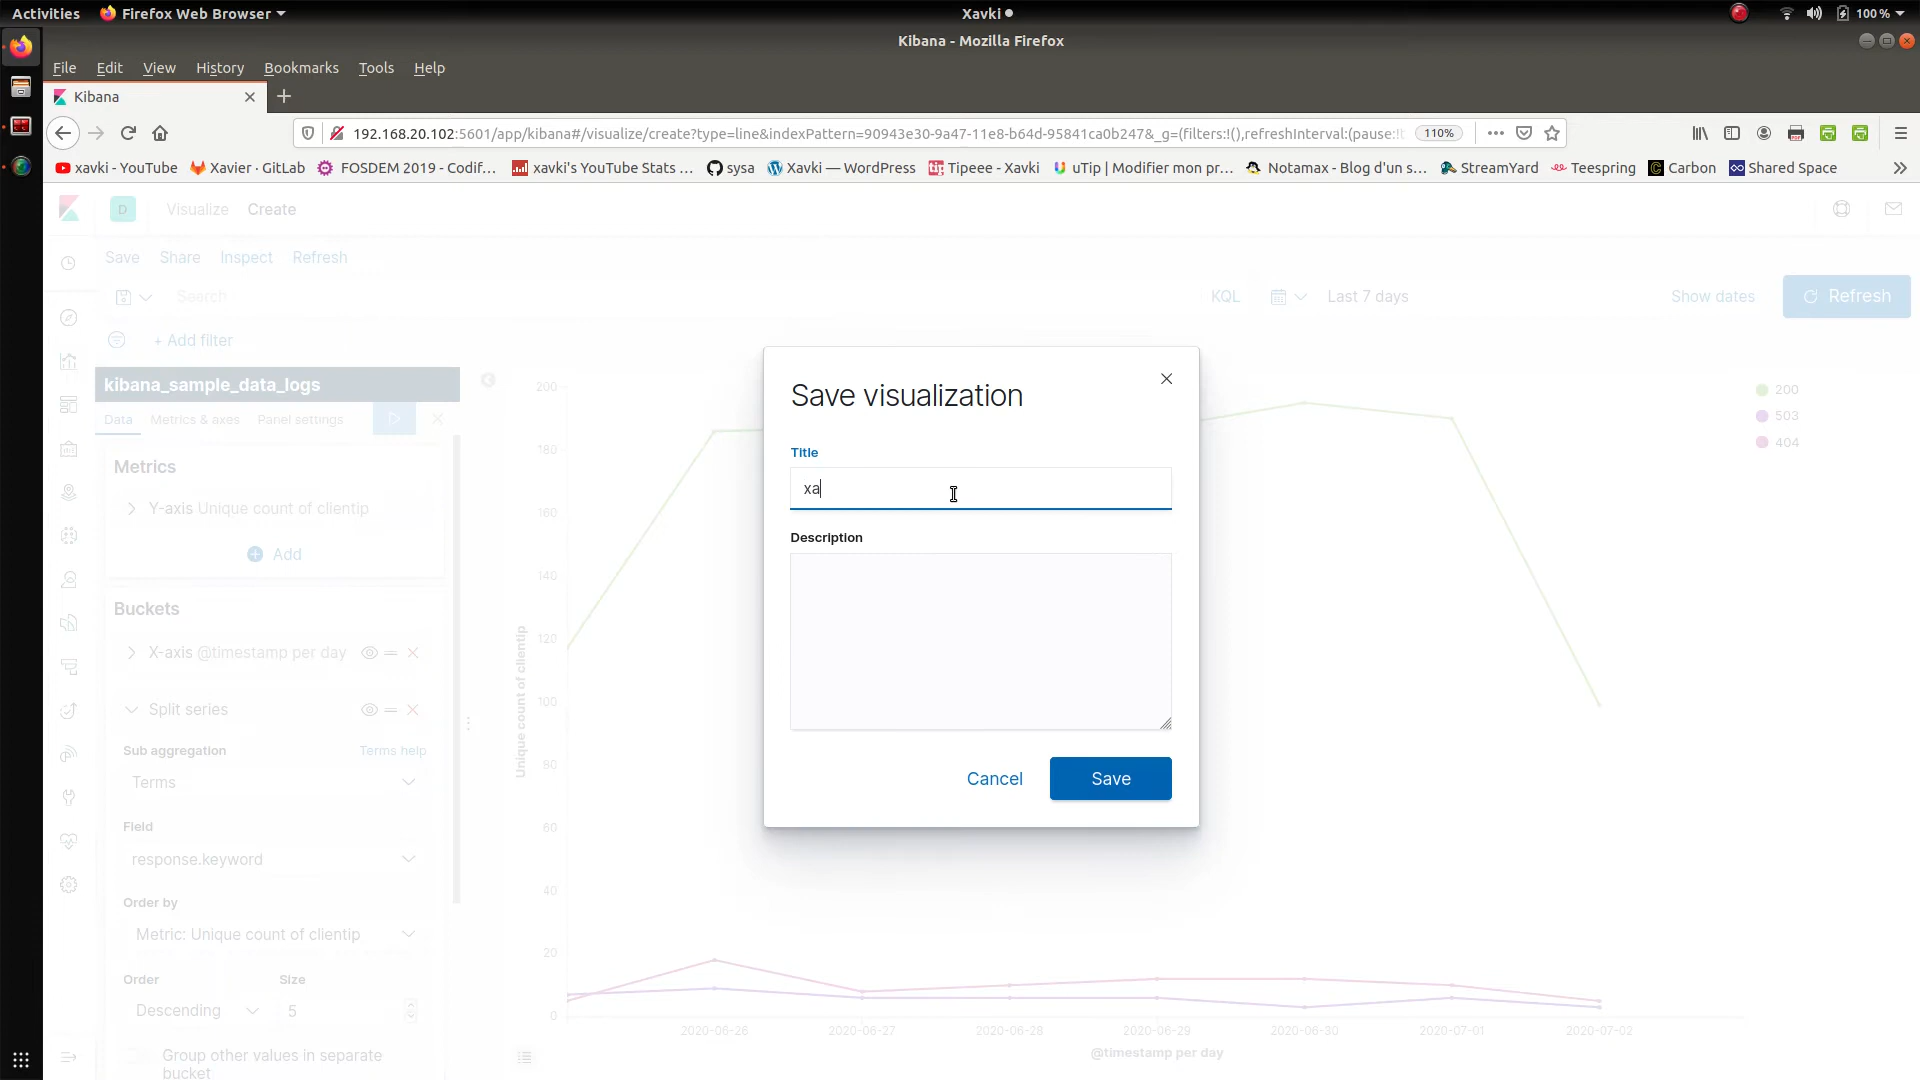 Activities Firefox Web Browser Xavki 100 %
Kibana - Mozilla Firefox
File Edit View History Bookmarks Tools Help
Kibana
192.168.20.102:5601/app/kibana#/visualize/create?type=line&indexPattern=90943e30-9a47-11e8-b64d-95841ca0b247&_g=(filters:!(),refreshInterval:(pause:!t 110%
xavki - YouTube Xavier · GitLab FOSDEM 2019 - Codif... xavki's YouTube Stats ... sysa Xavki — WordPress Tipeee - Xavki uTip | Modifier mon pr... Notamax - Blog d'un s... StreamYard Teespring Carbon Shared Space
D Visualize Create
Save Share Inspect Refresh
Search KQL Last 7 days Show dates Refresh
+ Add filter
kibana_sample_data_logs
Data Metrics & axes Panel settings
Metrics
Y-axis Unique count of clientip
Add
Buckets
X-axis @timestamp per day
Split series
Sub aggregation Terms help
Terms
Field
response.keyword
Order by
Metric: Unique count of clientip
Order Size
Descending 5
Group other values in separate
bucket
Save visualization
Title
xa
Description
Cancel Save
200
180
160
140
120
100
80
60
40
20
0
Unique count of clientip
2020-06-26 2020-06-27 2020-06-28 2020-06-29 2020-06-30 2020-07-01 2020-07-02
@timestamp per day
200
503
404